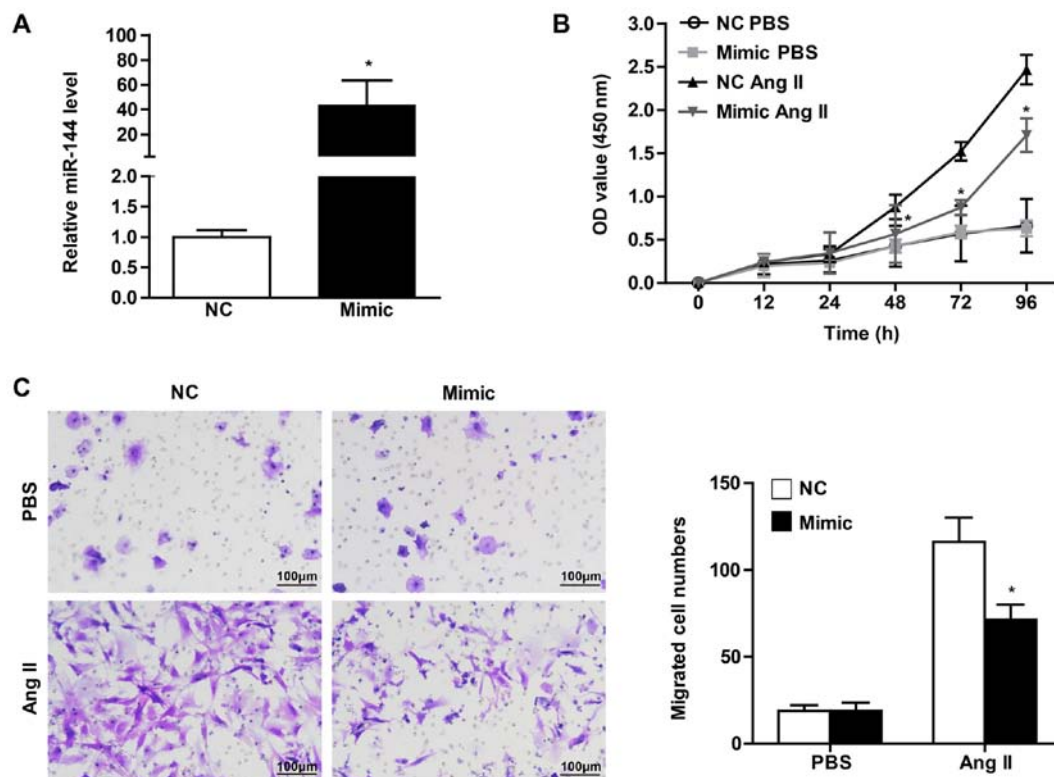 A
Relative miR-144 level
100
80
60
40
20
2.0
1.5
1.0
0.5
0.0
*
NC
Mimic
B
OD value (450 nm)
3.0
2.5
2.0
1.5
1.0
0.5
0.0
NC PBS
Mimic PBS
NC Ang II
Mimic Ang II
*
*
*
0 12 24 48 72 96
Time (h)
C
NC
Mimic
PBS
100μm
100μm
Ang II
100μm
100μm
Migrated cell numbers
150
100
50
0
NC
Mimic
*
PBS
Ang II